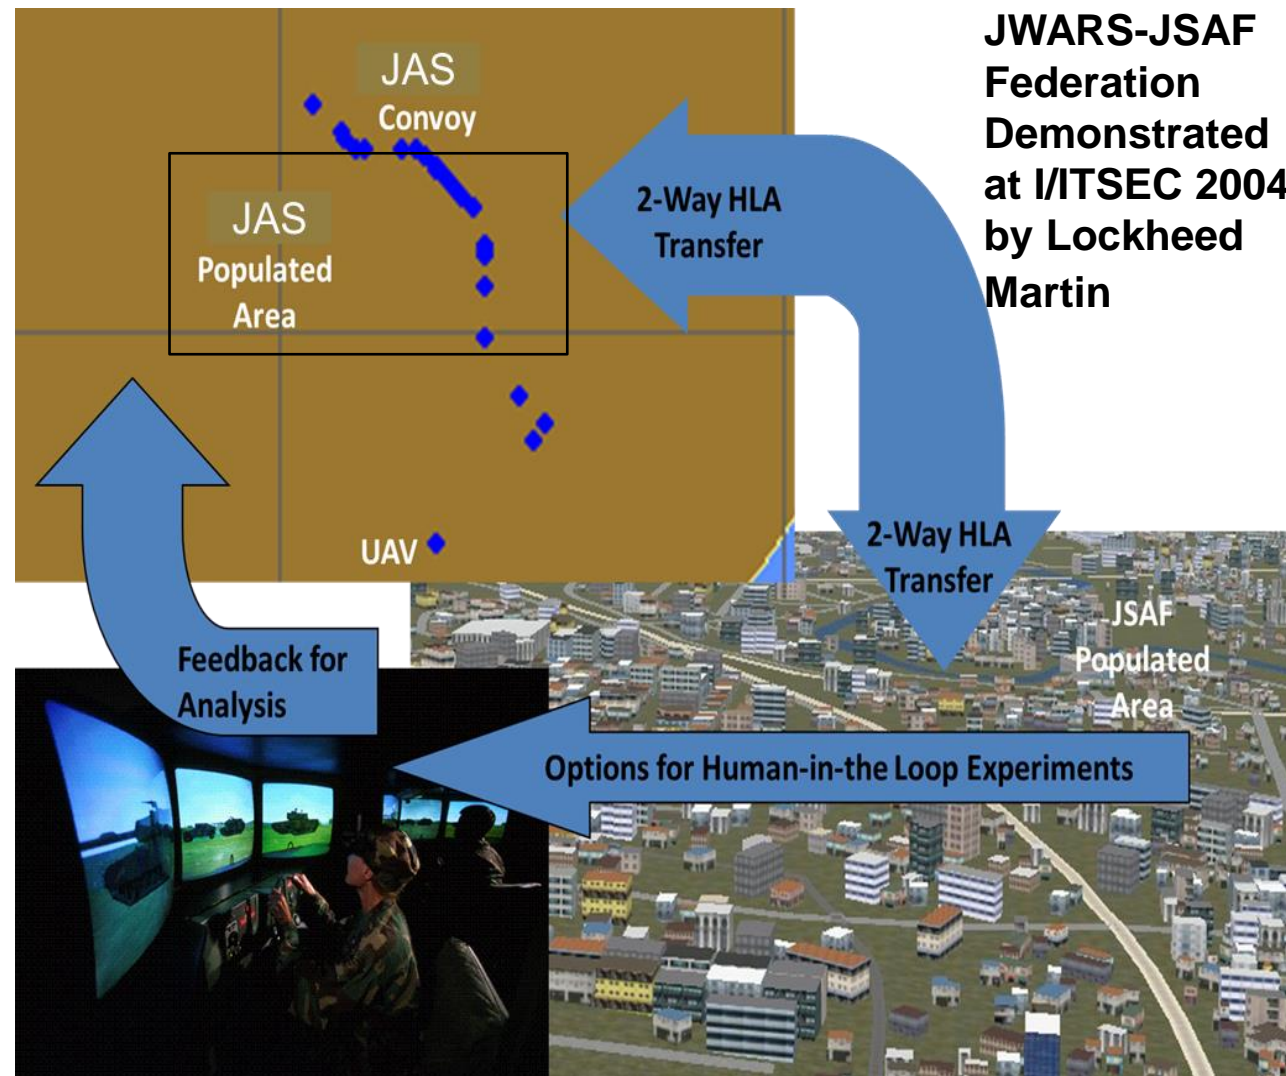 JWARS-JSAF
Federation
Demonstrated
at I/ITSEC 2004
by Lockheed
Martin
JAS
Convoy
JAS
Populated
Area
2-Way HLA
Transfer
UAV
2-Way HLA
Transfer
JSAF
Populated
Area
Feedback for
Analysis
Options for Human-in-the Loop Experiments